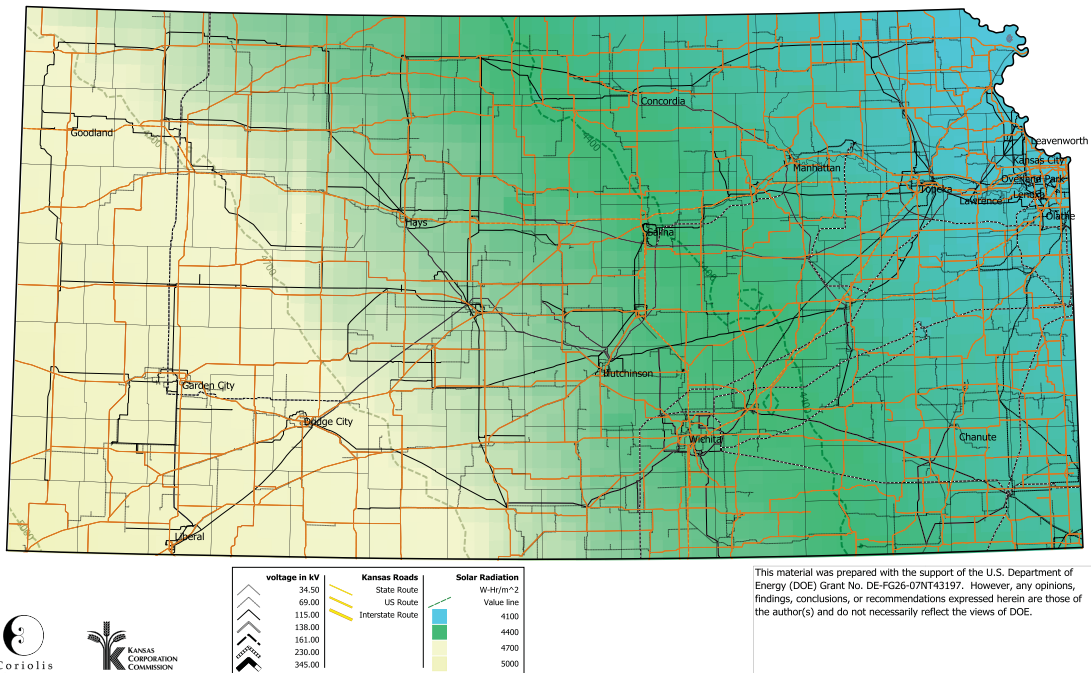 Concordia
Goodland
4700
4400
Leavenworth
Kansas City
Manhattan
Overland Park
Topeka
Lenexa
Lawrence
Olathe
Hays
Salina
4700
4400
Hutchinson
Garden City
Dodge City
Wichita
Chanute
Liberal
voltage in kV
34.50
69.00
115.00
138.00
161.00
230.00
345.00
Kansas Roads
State Route
US Route
Interstate Route
Solar Radiation
W-Hr/m^2
Value line
4100
4400
4700
5000
This material was prepared with the support of the U.S. Department of
Energy (DOE) Grant No. DE-FG26-07NT43197. However, any opinions,
findings, conclusions, or recommendations expressed herein are those of
the author(s) and do not necessarily reflect the views of DOE.
Coriolis
KANSAS
CORPORATION
COMMISSION